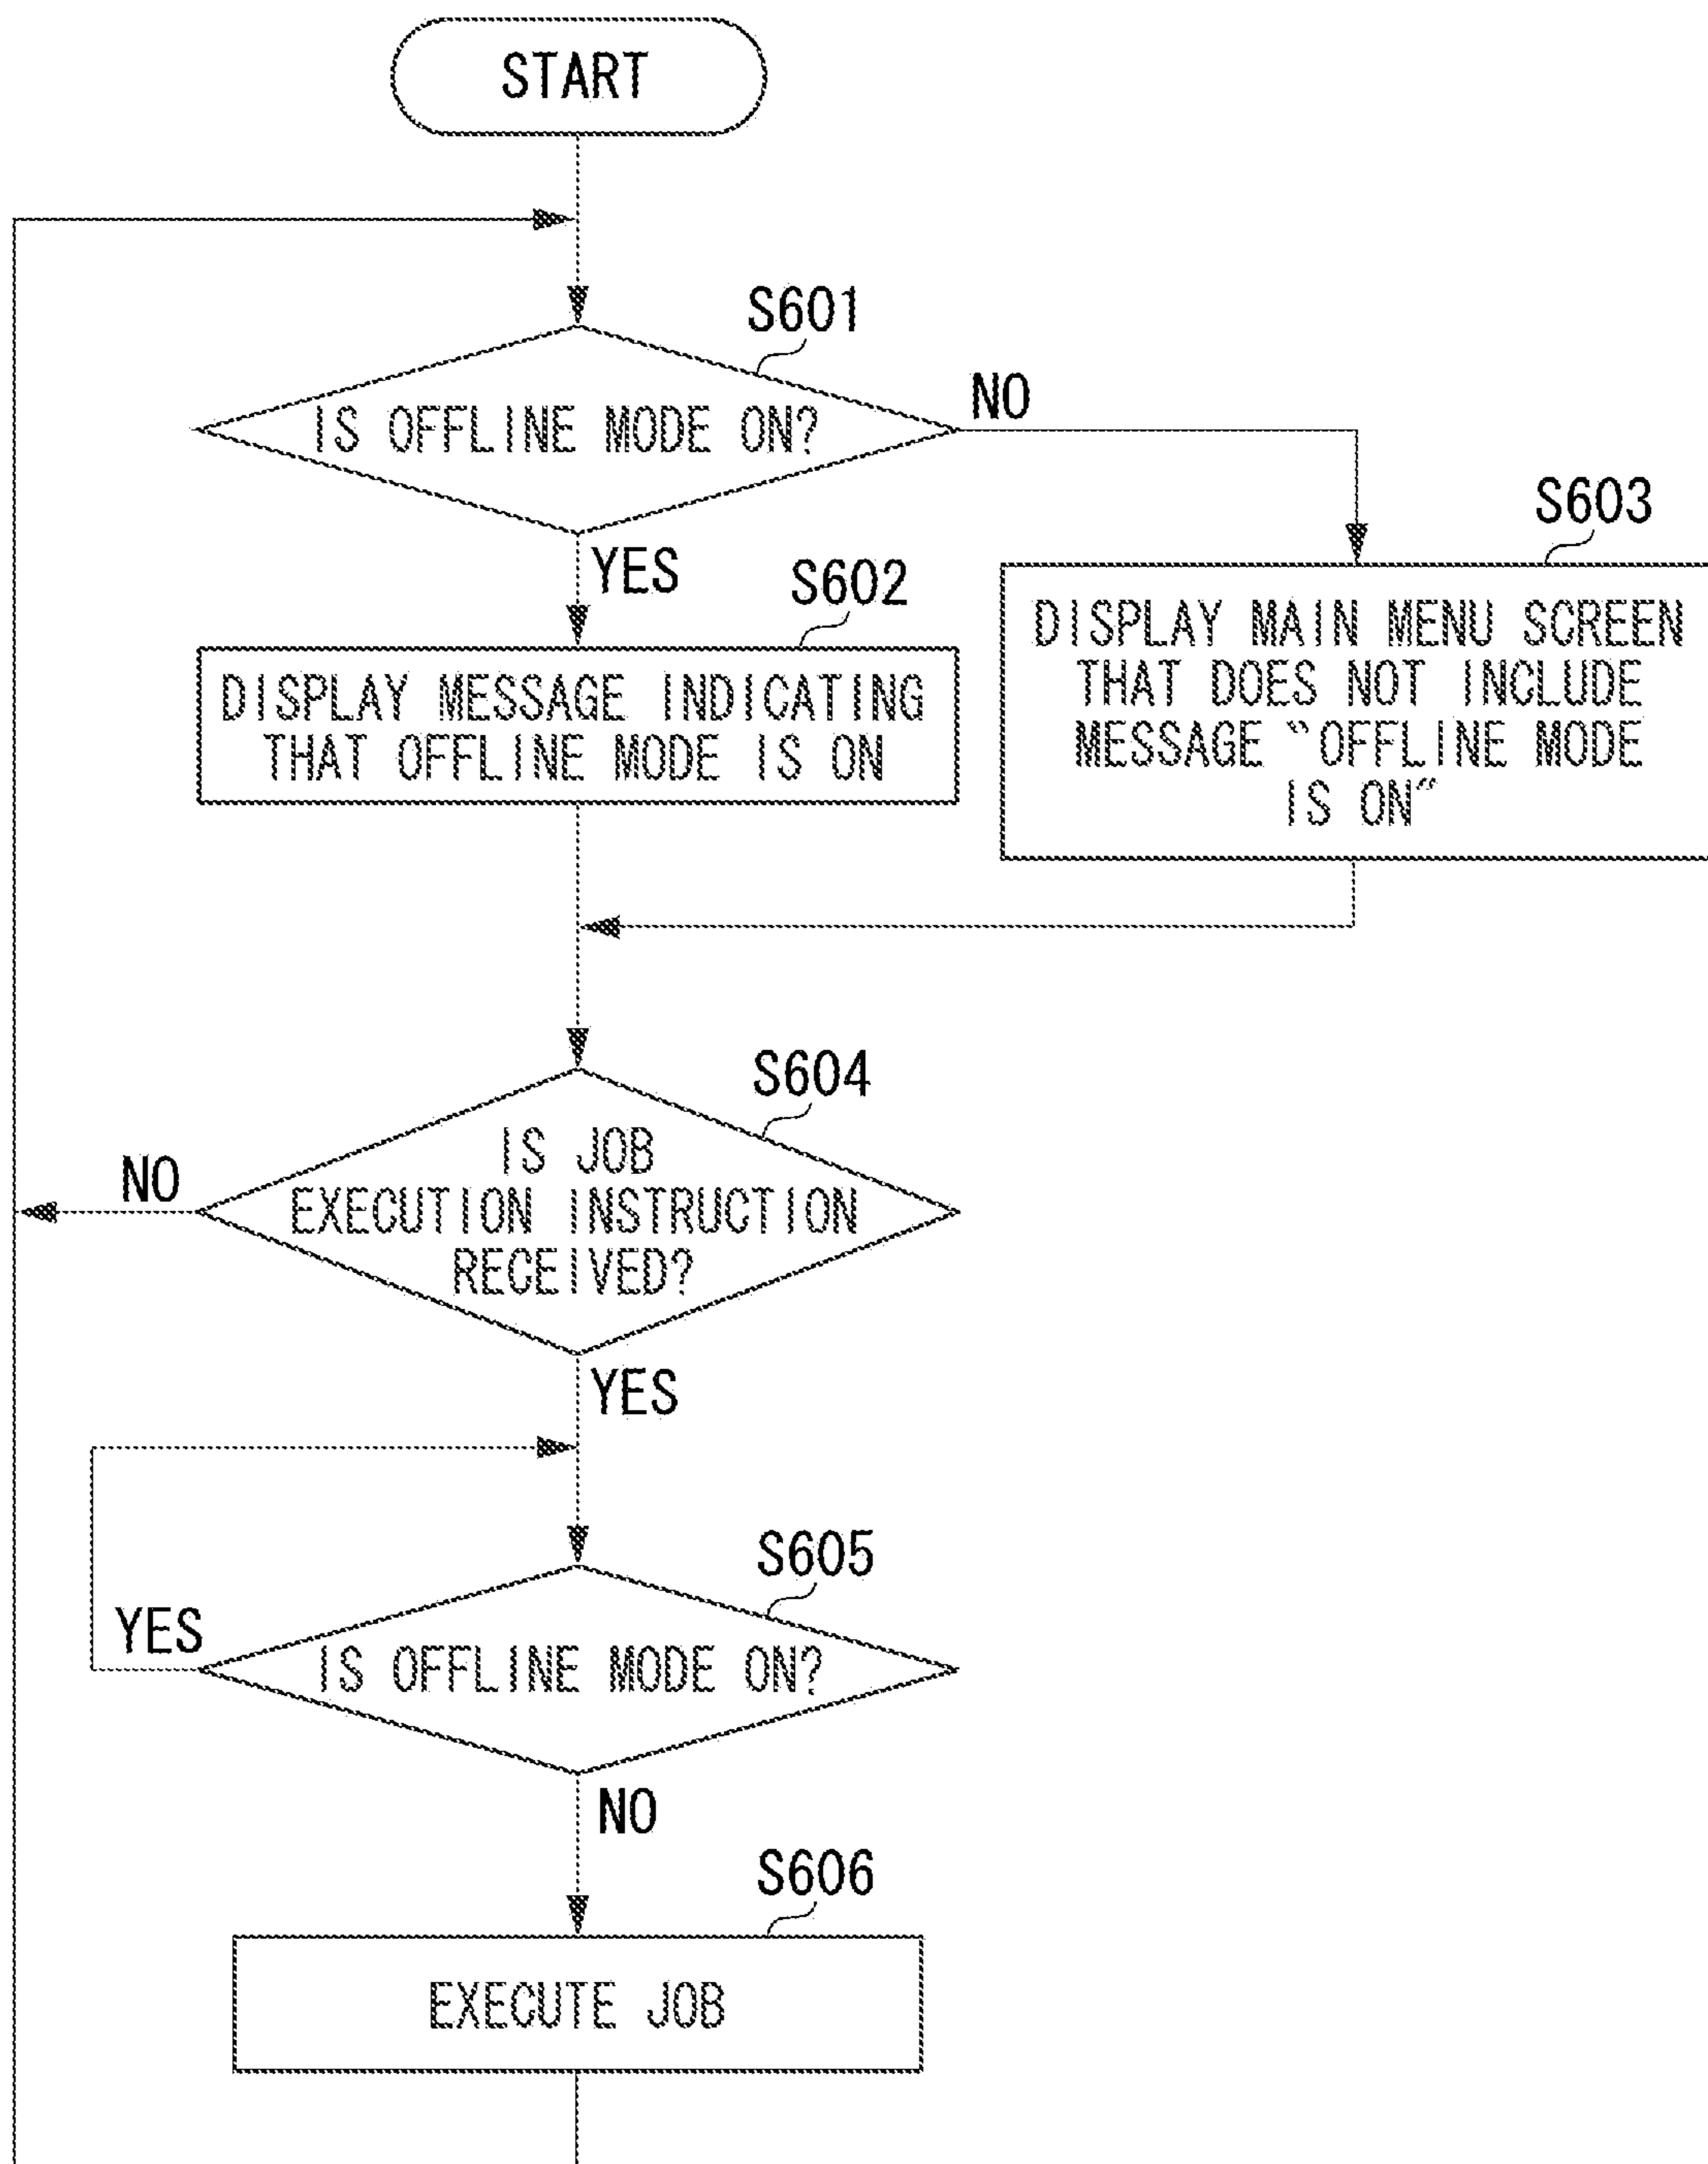 START
S601
IS OFFLINE MODE ON?
NO
YES
S602
DISPLAY MESSAGE INDICATING
THAT OFFLINE MODE IS ON
S603
DISPLAY MAIN MENU SCREEN
THAT DOES NOT INCLUDE
MESSAGE “OFFLINE MODE
IS ON”
S604
IS JOB
EXECUTION INSTRUCTION
RECEIVED?
NO
YES
S605
IS OFFLINE MODE ON?
YES
NO
S606
EXECUTE JOB